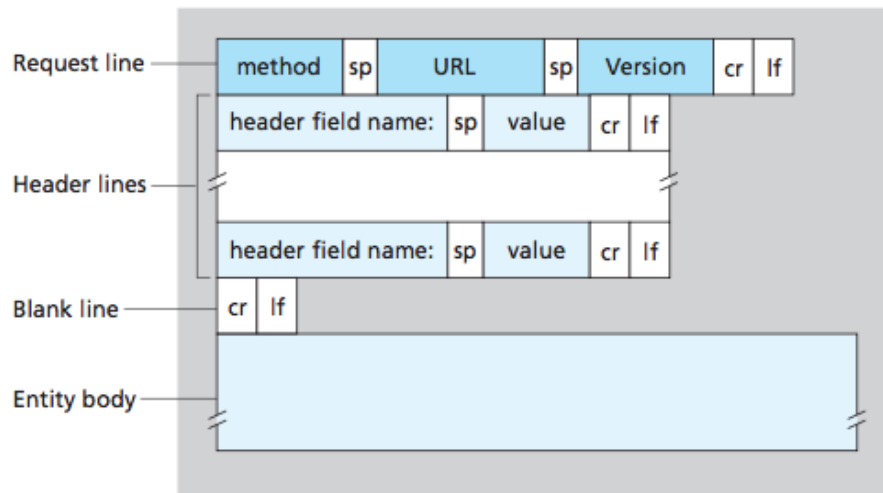 Request line method sp URL sp Version cr lf
header field name: sp value cr lf
Header lines
header field name: sp value cr lf
Blank line cr lf
Entity body